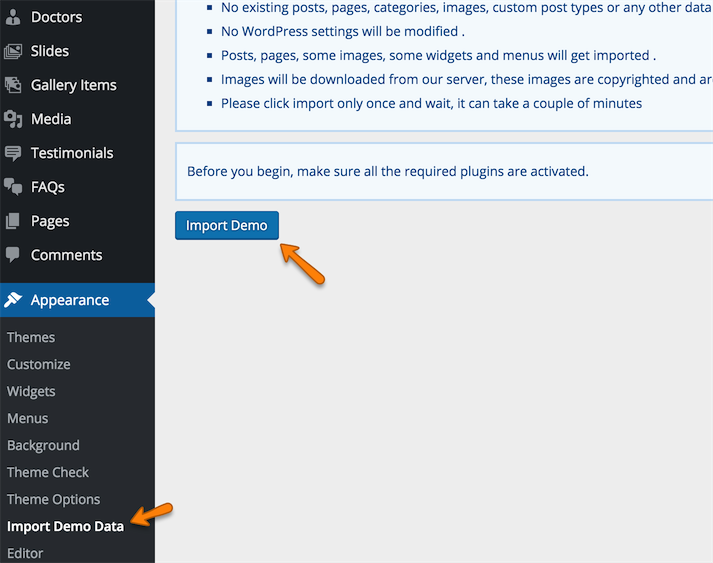 Doctors
Slides
Gallery Items
Media
Testimonials
FAQs
Pages
Comments
Appearance
Themes
Customize
Widgets
Menus
Background
Theme Check
Theme Options
Import Demo Data
Editor
No existing posts, pages, categories, images, custom post types or any other data
No WordPress settings will be modified .
Posts, pages, some images, some widgets and menus will get imported .
Images will be downloaded from our server, these images are copyrighted and
Please click import only once and wait, it can take a couple of minutes
Before you begin, make sure all the required plugins are activated.
Import Demo